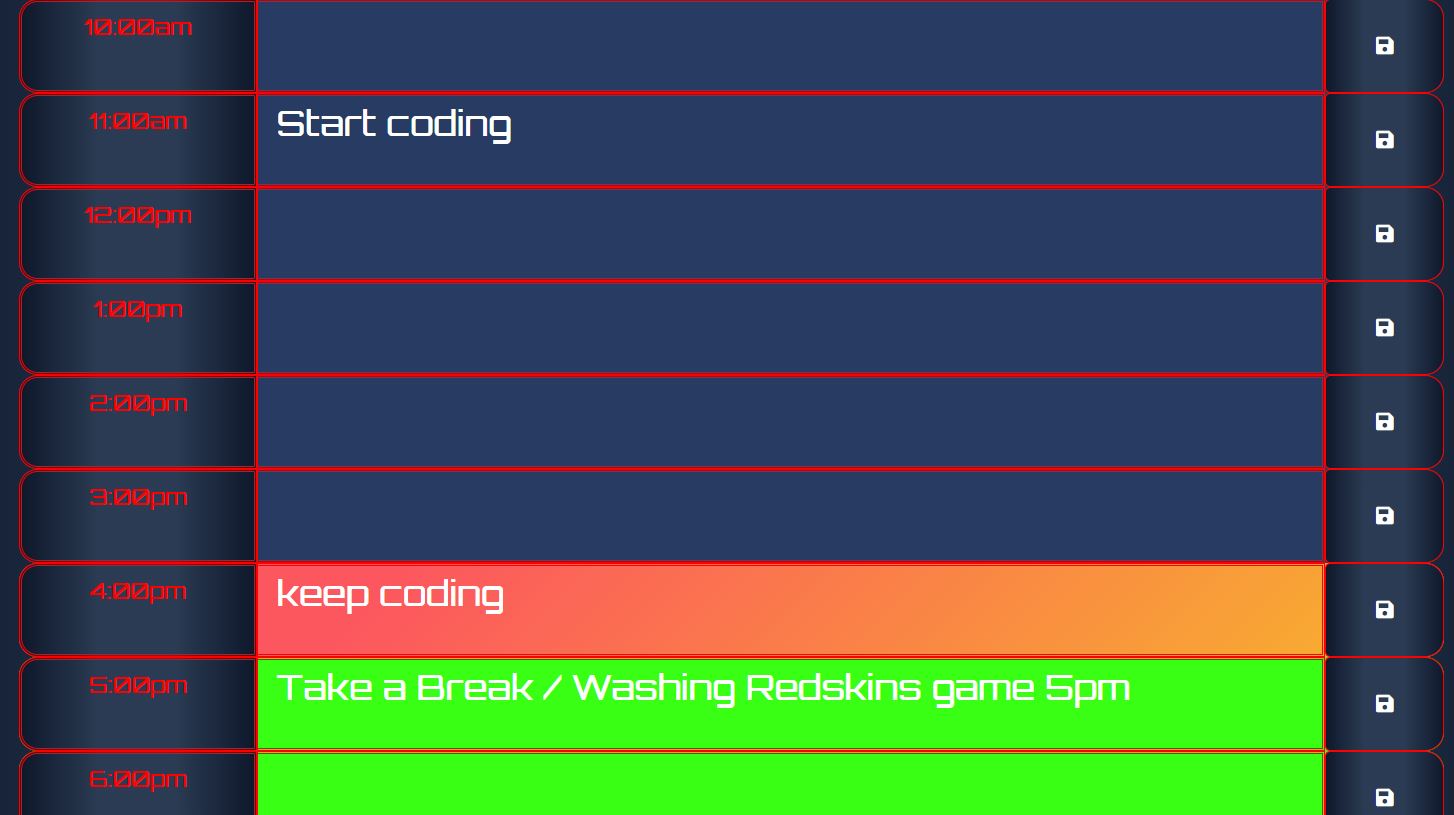 10:00am
11:00am Start coding
12:00pm
1:00pm
2:00pm
3:00pm
4:00pm keep coding
5:00pm Take a Break / Washing Redskins game 5pm
6:00pm